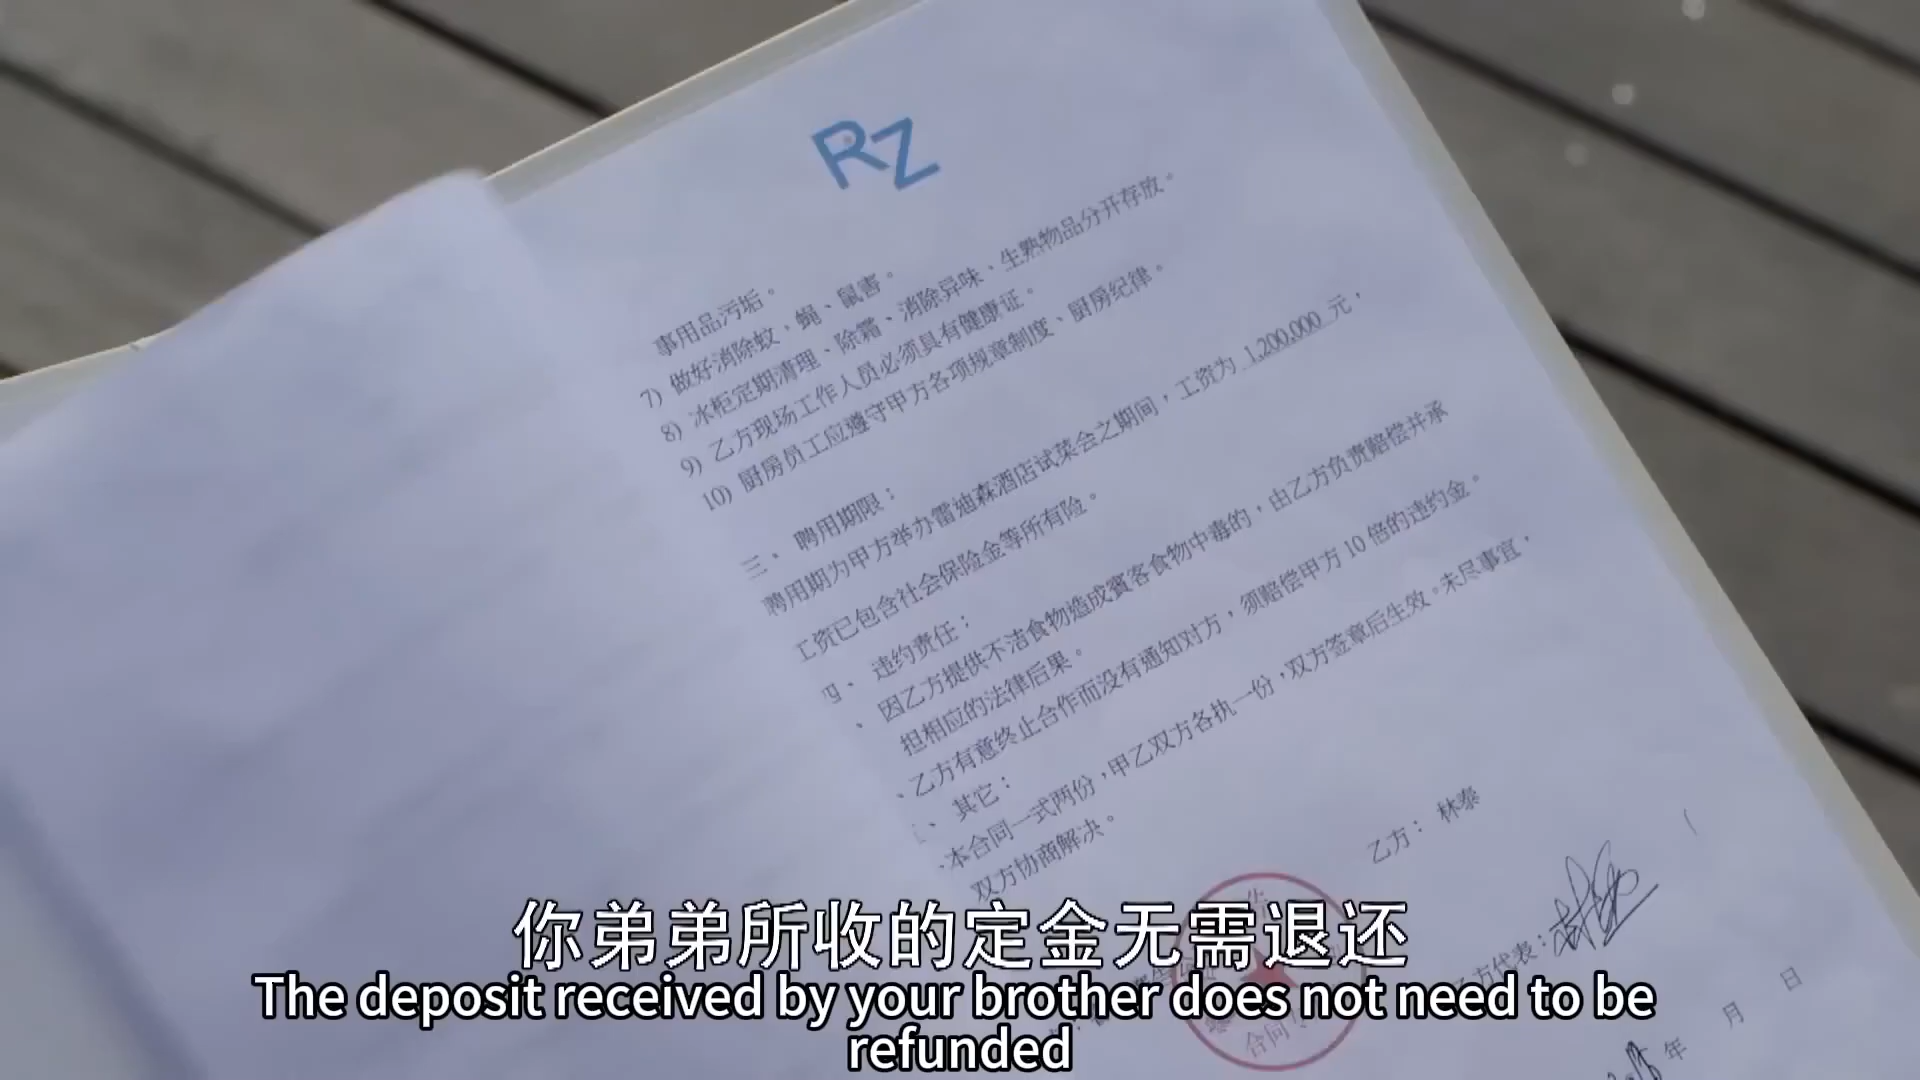 RZ
事用品污垢。
7) 做好消除蚊，蝇、鼠害。
8) 冰柜定期清理、除霜、消除异味、生熟物品分开存放。
9) 乙方现场工作人员必须具有健康证。
10) 厨房员工应遵守甲方各项规章制度、厨房纪律。
三、聘用期限：
聘用期为甲方举办雷迪森酒店试菜会之期间，工资为 1,200,000 元，
工资已包含社会保险金等所有险。
违约责任：
因乙方提供不洁食物造成賓客食物中毒的，由乙方负责赔偿并承
担相应的法律后果。
乙方有意终止合作而没有通知对方，须赔偿甲方 10 倍的违约金。
其它：
本合同一式两份，甲乙双方各执一份，双方签章后生效。未尽事宜，
双方协商解决。
乙方：林泰
乙方代表：
年 月 日
合同
你弟弟所收的定金无需退还
The deposit received by your brother does not need to be
refunded